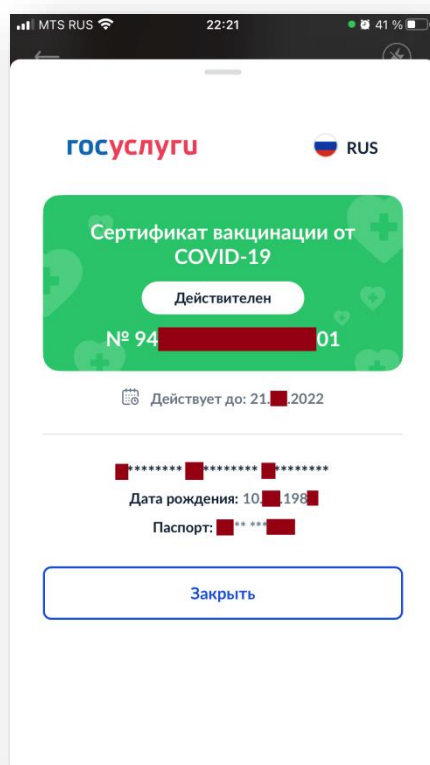 MTS RUS 22:21 41 %
госуслуги RUS
Сертификат вакцинации от
COVID-19
Действителен
№ 94 01
Действует до: 21. .2022
******** ******** ********
Дата рождения: 10. .198
Паспорт: ** ***
Закрыть